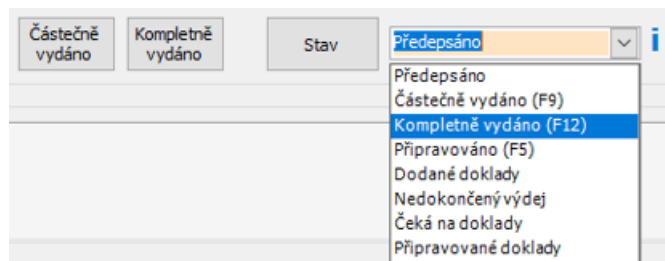 Částečně
vydáno
Kompletně
vydáno
Stav
Předepsáno
i
Předepsáno
Částečně vydáno (F9)
Kompletně vydáno (F12)
Připravováno (F5)
Dodané doklady
Nedokončený výdej
Čeká na doklady
Připravované doklady